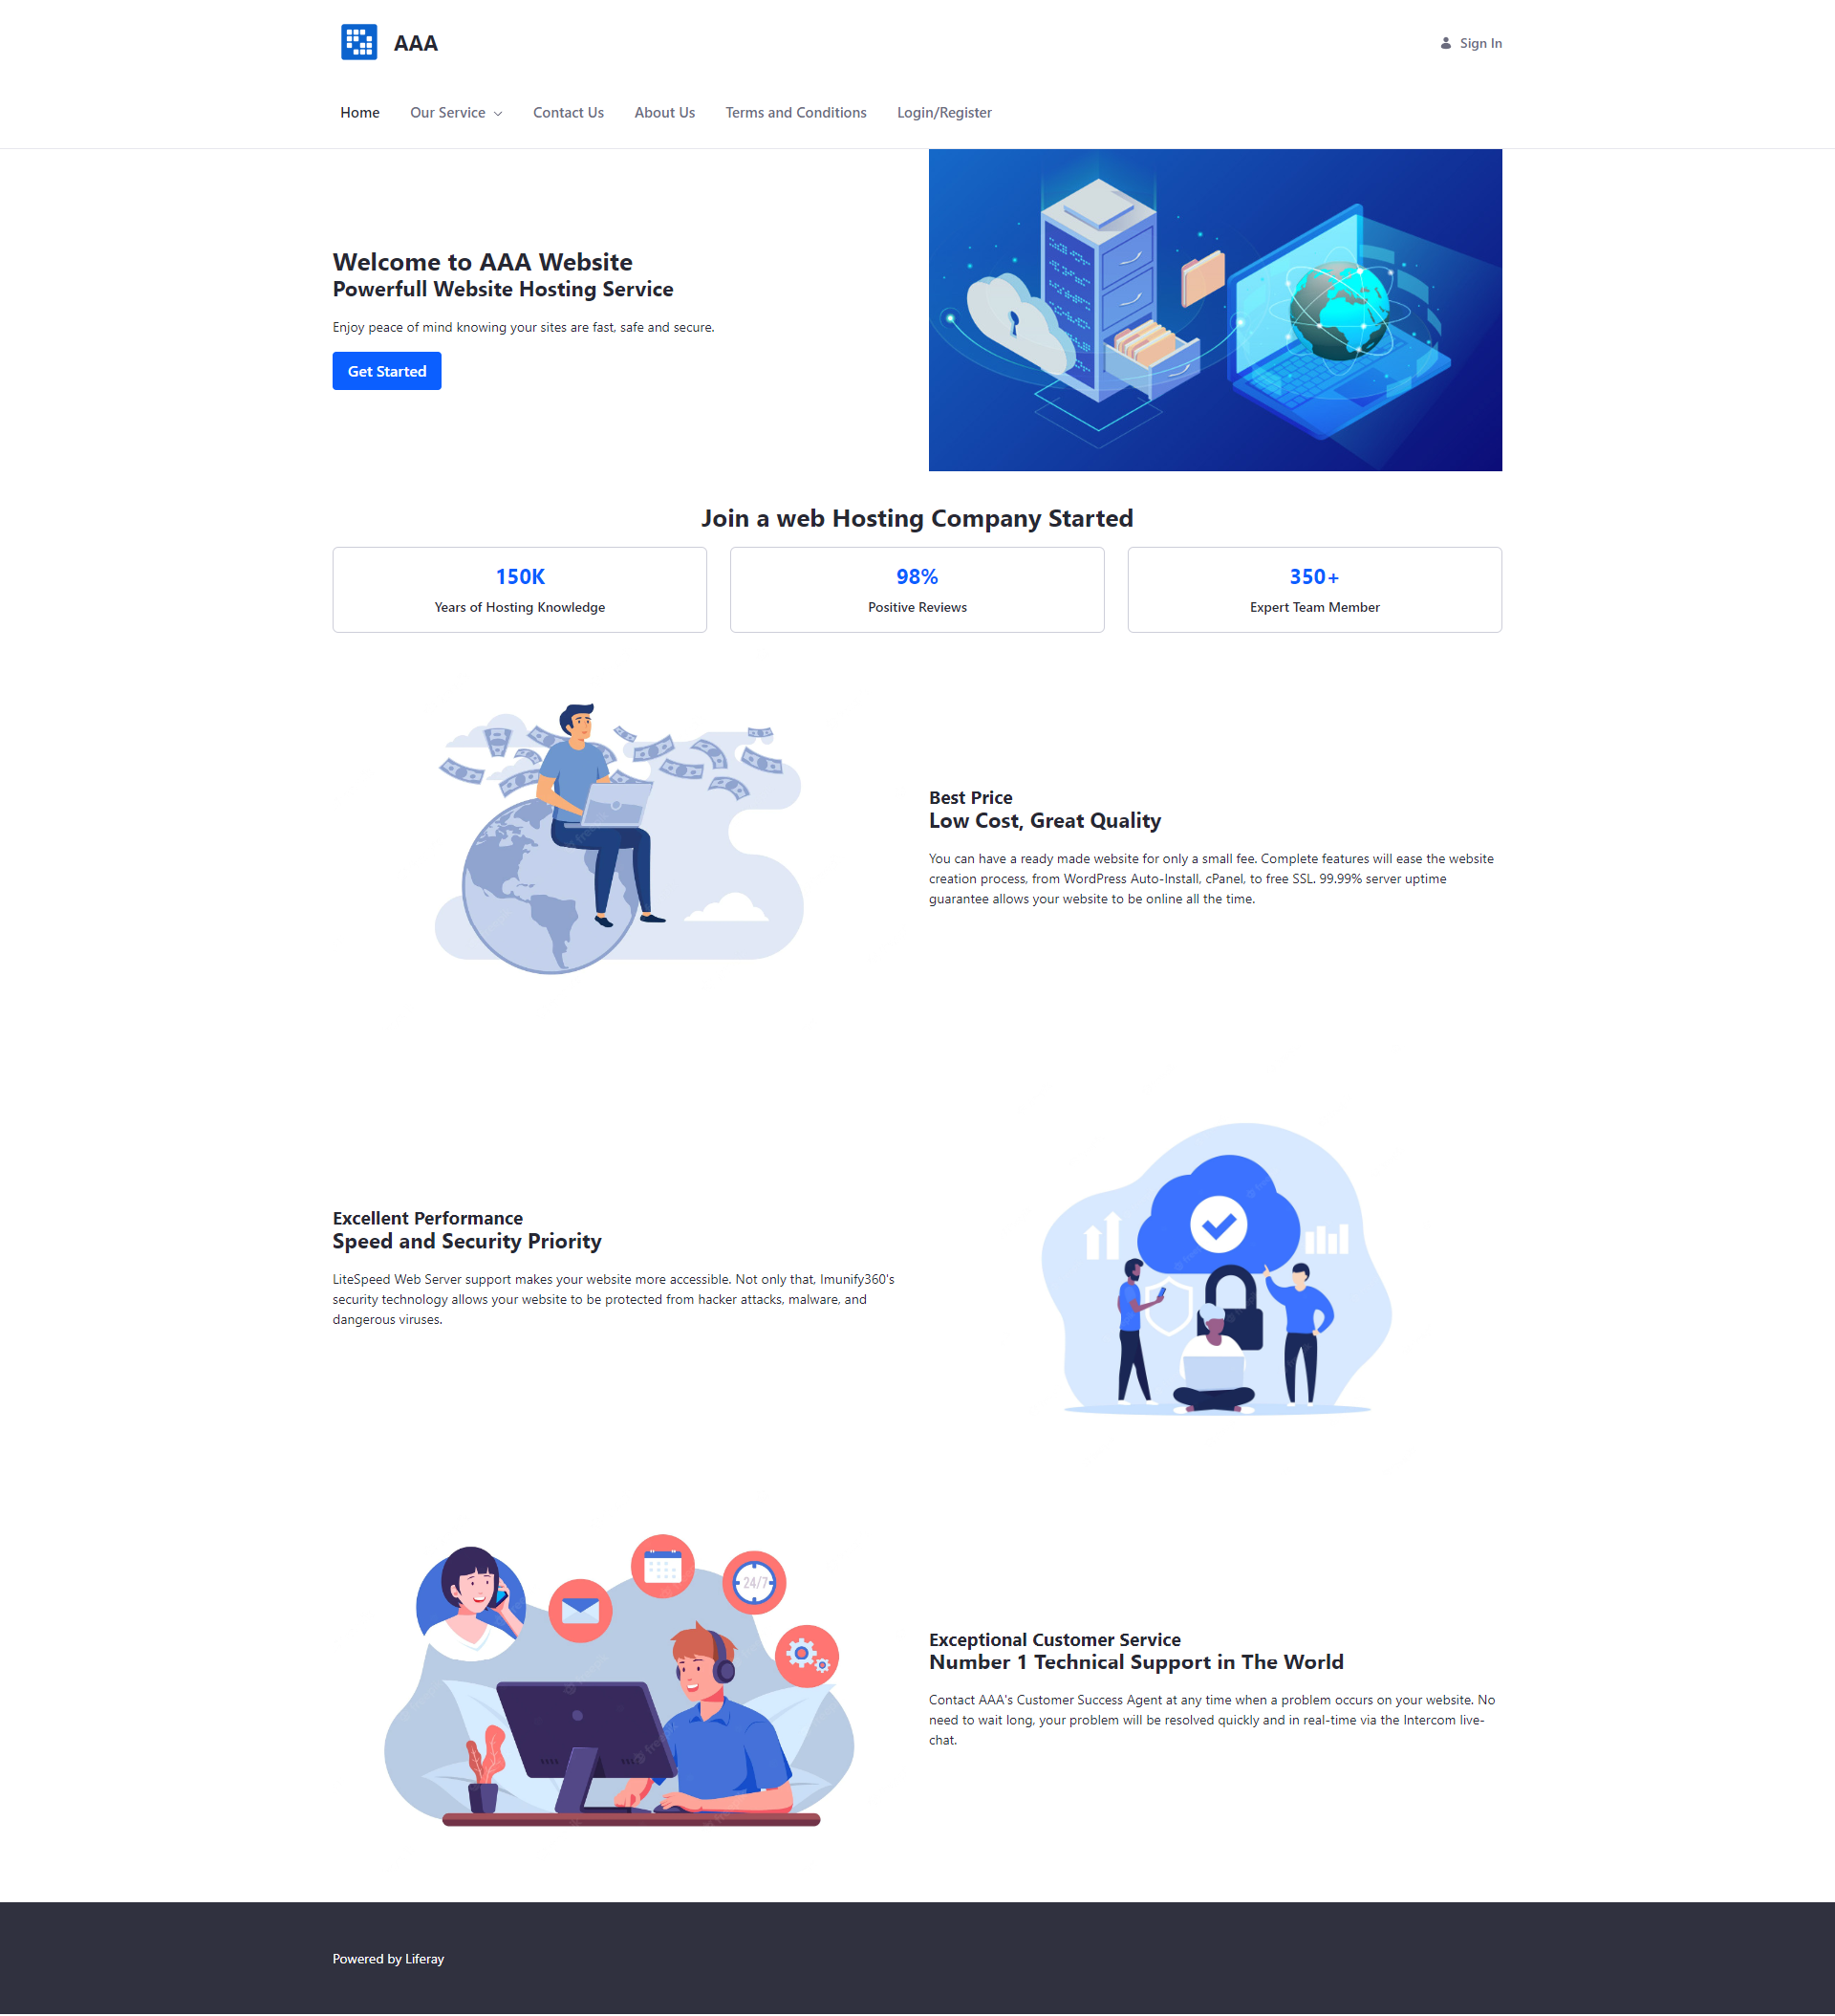 AAA
Sign In
Home Our Service Contact Us About Us Terms and Conditions Login/Register
Welcome to AAA Website
Powerfull Website Hosting Service
Enjoy peace of mind knowing your sites are fast, safe and secure.
Get Started
Join a web Hosting Company Started
150K
Years of Hosting Knowledge
98%
Positive Reviews
350+
Expert Team Member
Best Price
Low Cost, Great Quality
You can have a ready made website for only a small fee. Complete features will ease the website
creation process, from WordPress Auto-Install, cPanel, to free SSL. 99.99% server uptime
guarantee allows your website to be online all the time.
Excellent Performance
Speed and Security Priority
LiteSpeed Web Server support makes your website more accessible. Not only that, Imunify360's
security technology allows your website to be protected from hacker attacks, malware, and
dangerous viruses.
24/7
Exceptional Customer Service
Number 1 Technical Support in The World
Contact AAA's Customer Success Agent at any time when a problem occurs on your website. No
need to wait long, your problem will be resolved quickly and in real-time via the Intercom live-
chat.
Powered by Liferay